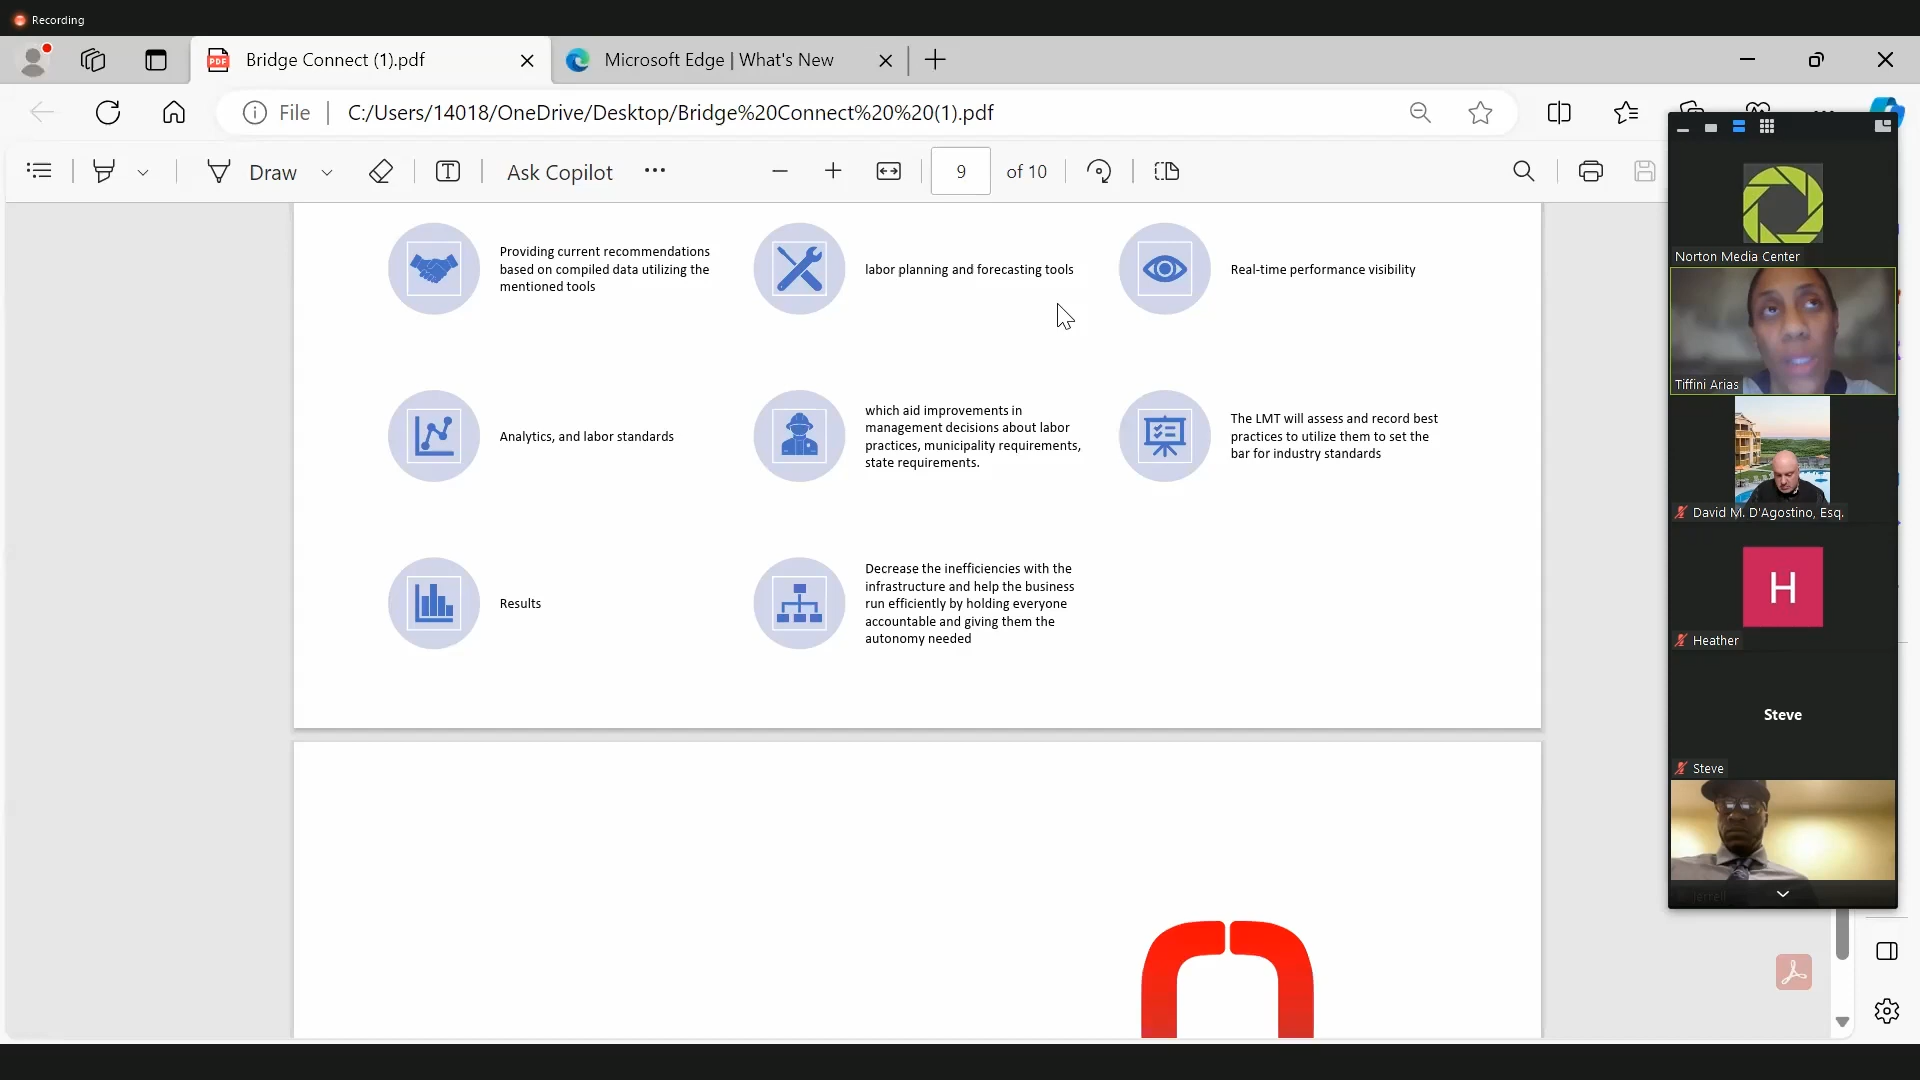 Recording
Bridge Connect (1).pdf
Microsoft Edge | What's New
File
C:/Users/14018/OneDrive/Desktop/Bridge%20Connect%20%20(1).pdf
Draw
Ask Copilot
9
of 10
Providing current recommendations
based on compiled data utilizing the
mentioned tools
labor planning and forecasting tools
Real-time performance visibility
Analytics, and labor standards
which aid improvements in
management decisions about labor
practices, municipality requirements,
state requirements.
The LMT will assess and record best
practices to utilize them to set the
bar for industry standards
Results
Decrease the inefficiencies with the
infrastructure and help the business
run efficiently by holding everyone
accountable and giving them the
autonomy needed
Norton Media Center
Tiffini Arias
David M. D'Agostino, Esq.
H
Heather
Steve
Steve